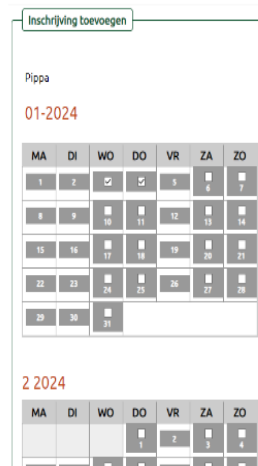 Inschrijving toevoegen
Pippa
01-2024
MA DI WO DO VR ZA ZO
1 2 5 6 7
8 9 10 11 12 13 14
15 16 17 18 19 20 21
22 23 24 25 26 27 28
29 30 31
2 2024
MA DI WO DO VR ZA ZO
1 2 3 4